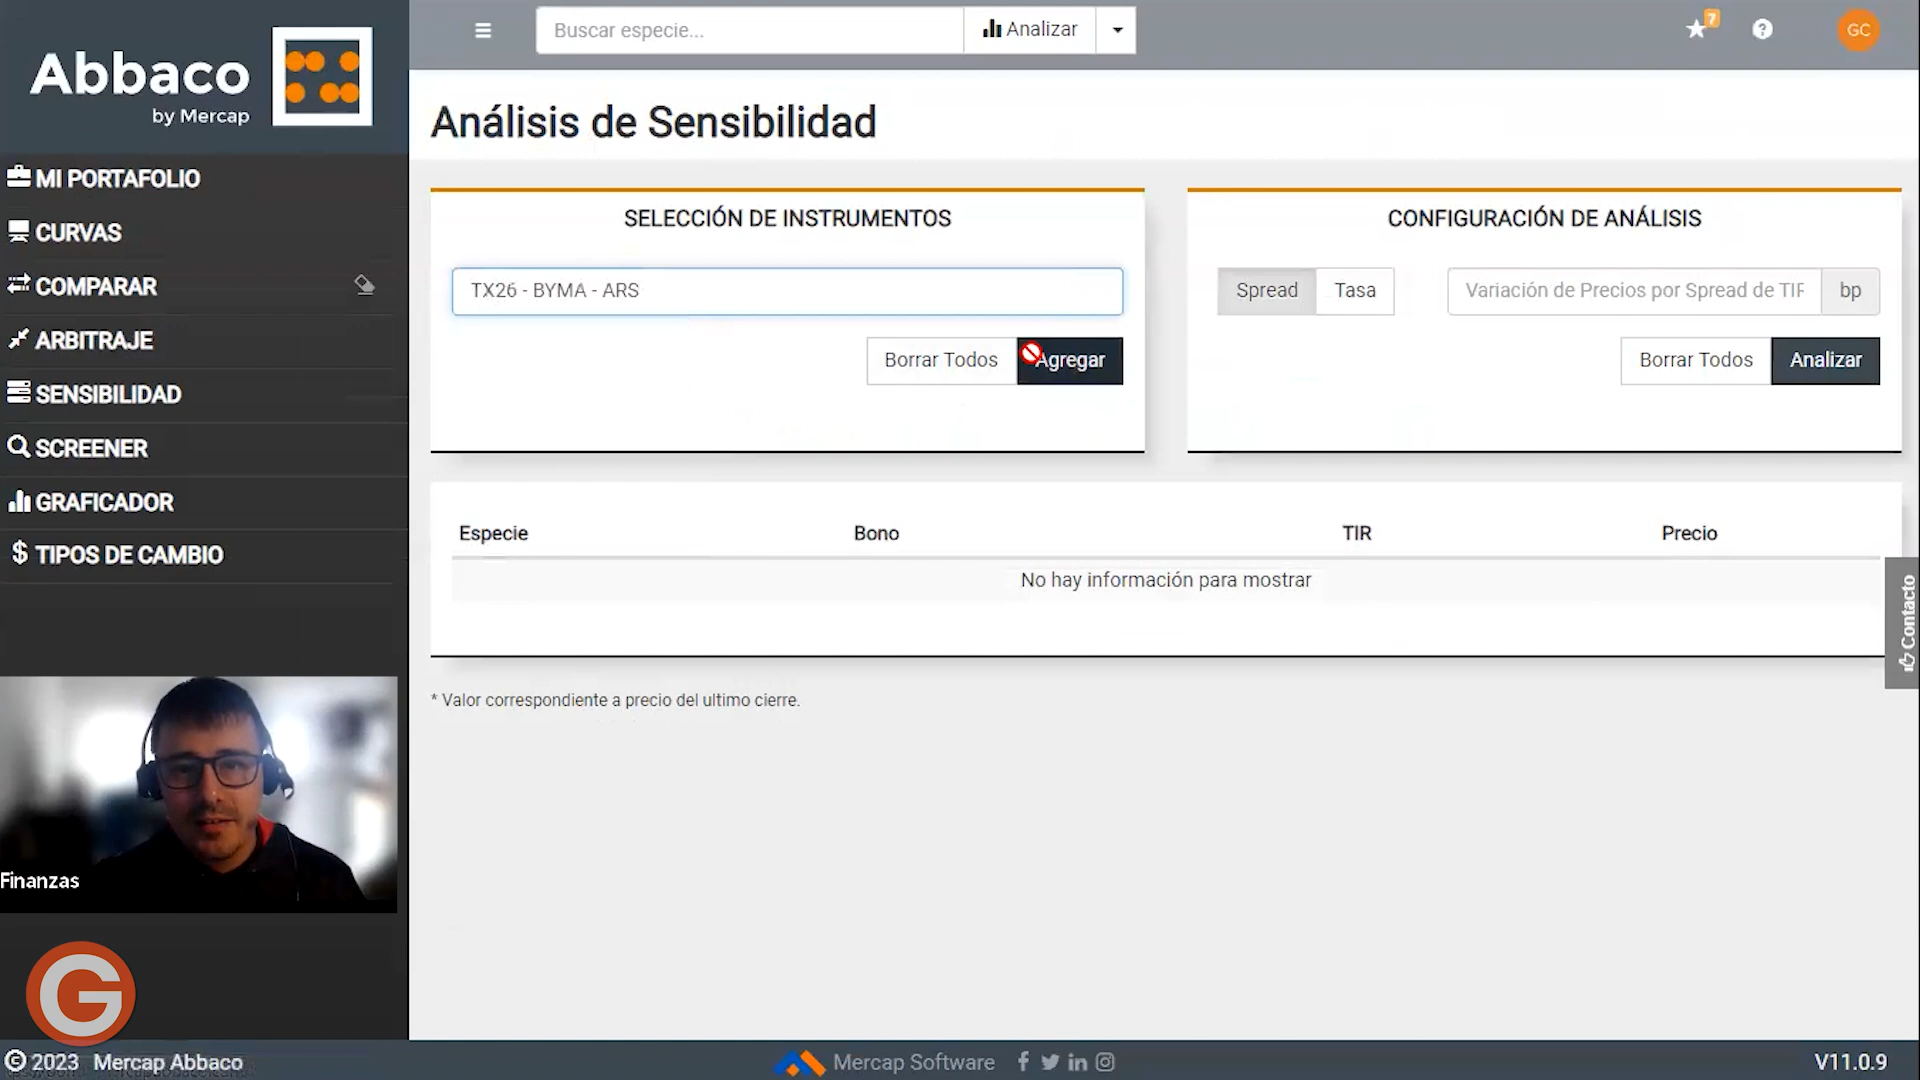 Abbaco
by Mercap
Buscar especie...
Analizar
7
?
GC
MI PORTAFOLIO
CURVAS
COMPARAR
ARBITRAJE
SENSIBILIDAD
SCREENER
GRAFICADOR
$ TIPOS DE CAMBIO
Análisis de Sensibilidad
SELECCIÓN DE INSTRUMENTOS
TX26 - BYMA - ARS
Borrar Todos
Agregar
CONFIGURACIÓN DE ANÁLISIS
Spread
Tasa
Variación de Precios por Spread de TIR
bp
Borrar Todos
Analizar
Especie Bono TIR Precio
No hay información para mostrar
* Valor correspondiente a precio del ultimo cierre.
Contacto
Finanzas
G
© 2023 Mercap Abbaco
Mercap Software
V11.0.9